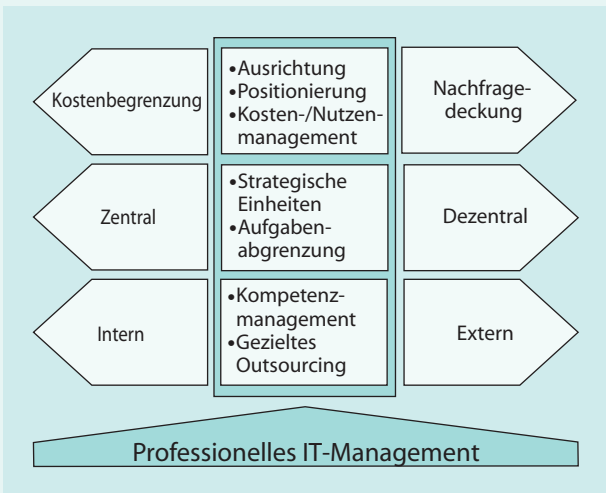 Kostenbegrenzung
•Ausrichtung
•Positionierung
•Kosten-/Nutzen-
management
Nachfrage-
deckung
Zentral
•Strategische
Einheiten
•Aufgaben-
abgrenzung
Dezentral
Intern
•Kompetenz-
management
•Gezieltes
Outsourcing
Extern
Professionelles IT-Management